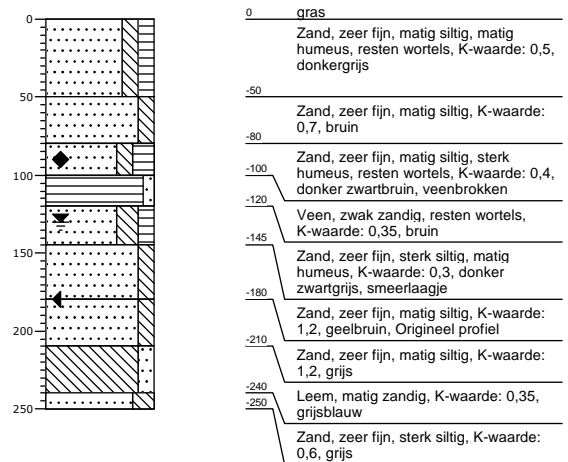 0
50
100
150
200
250
0 gras
Zand, zeer fijn, matig siltig, matig
humeus, resten wortels, K-waarde: 0,5,
donkergrijs
-50
Zand, zeer fijn, matig siltig, K-waarde:
0,7, bruin
-80
Zand, zeer fijn, matig siltig, sterk
humeus, resten wortels, K-waarde: 0,4,
donker zwartbruin, veenbrokken
-100
Veen, zwak zandig, resten wortels,
K-waarde: 0,35, bruin
-120
Zand, zeer fijn, sterk siltig, matig
humeus, K-waarde: 0,3, donker
zwartgrijs, smeerlaagje
-145
Zand, zeer fijn, matig siltig, K-waarde:
1,2, geelbruin, Origineel profiel
-180
Zand, zeer fijn, matig siltig, K-waarde:
1,2, grijs
-210
Leem, matig zandig, K-waarde: 0,35,
grijsblauw
-240
Zand, zeer fijn, sterk siltig, K-waarde:
0,6, grijs
-250